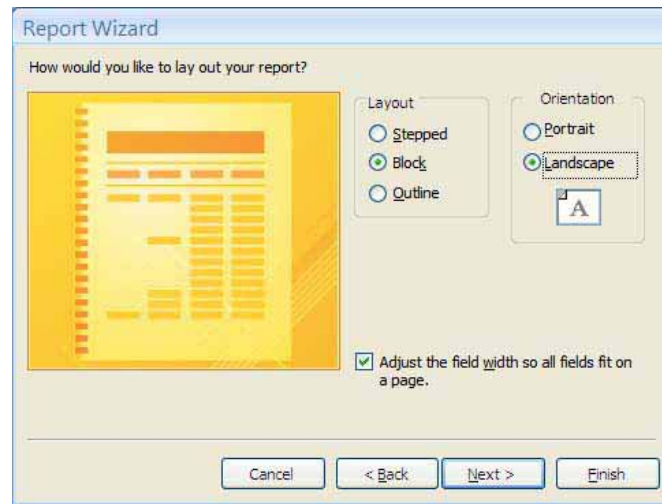 Report Wizard
How would you like to lay out your report?
Layout
Stepped
Block
Outline
Orientation
Portrait
Landscape
A
Adjust the field width so all fields fit on
a page.
Cancel
< Back
Next >
Finish